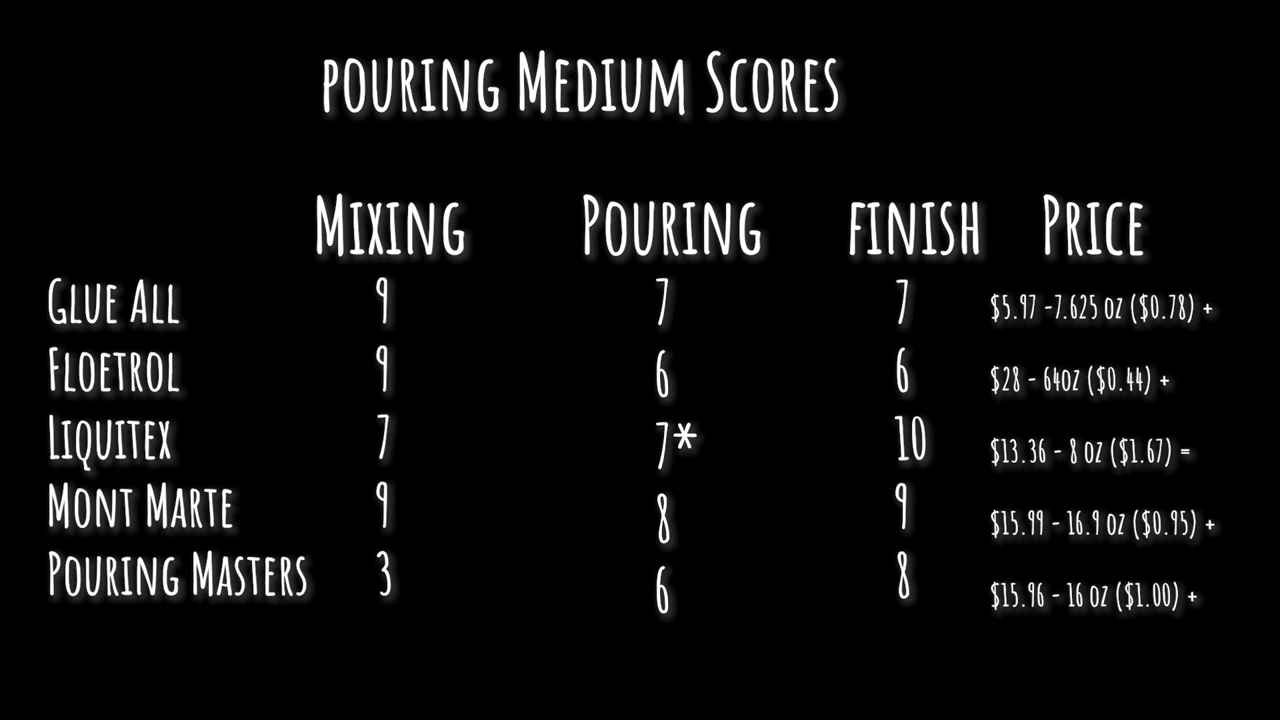 pouring Medium Scores
Mixing Pouring finish Price
Glue All 9 7 7 $5.97 -7.625 oz ($0.78) +
Floetrol 9 6 6 $28 - 64oz ($0.44) +
Liquitex 7 7* 10 $13.36 - 8 oz ($1.67) =
Mont Marte 9 8 9 $15.99 - 16.9 oz ($0.95) +
Pouring Masters 3 6 8 $15.96 - 16 oz ($1.00) +